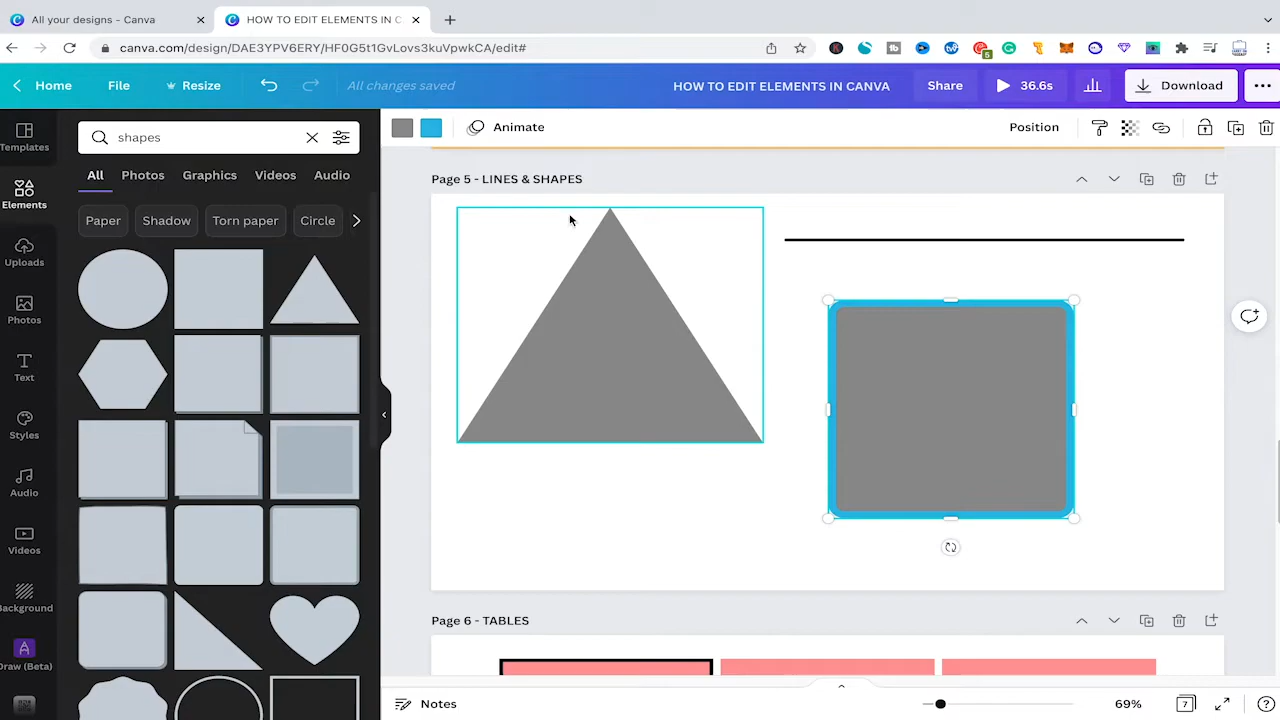 All your designs - Canva
HOW TO EDIT ELEMENTS IN C
canva.com/design/DAE3YPV6ERY/HF0G5t1GvLovs3kuVpwkCA/edit#
Home
File
Resize
All changes saved
HOW TO EDIT ELEMENTS IN CANVA
Share
36.6s
Download
Templates
Elements
Uploads
Photos
Text
Styles
Audio
Videos
Background
Draw (Beta)
shapes
All
Photos
Graphics
Videos
Audio
Paper
Shadow
Torn paper
Circle
Animate
Position
Page 5 - LINES & SHAPES
Page 6 - TABLES
Notes
69%
7